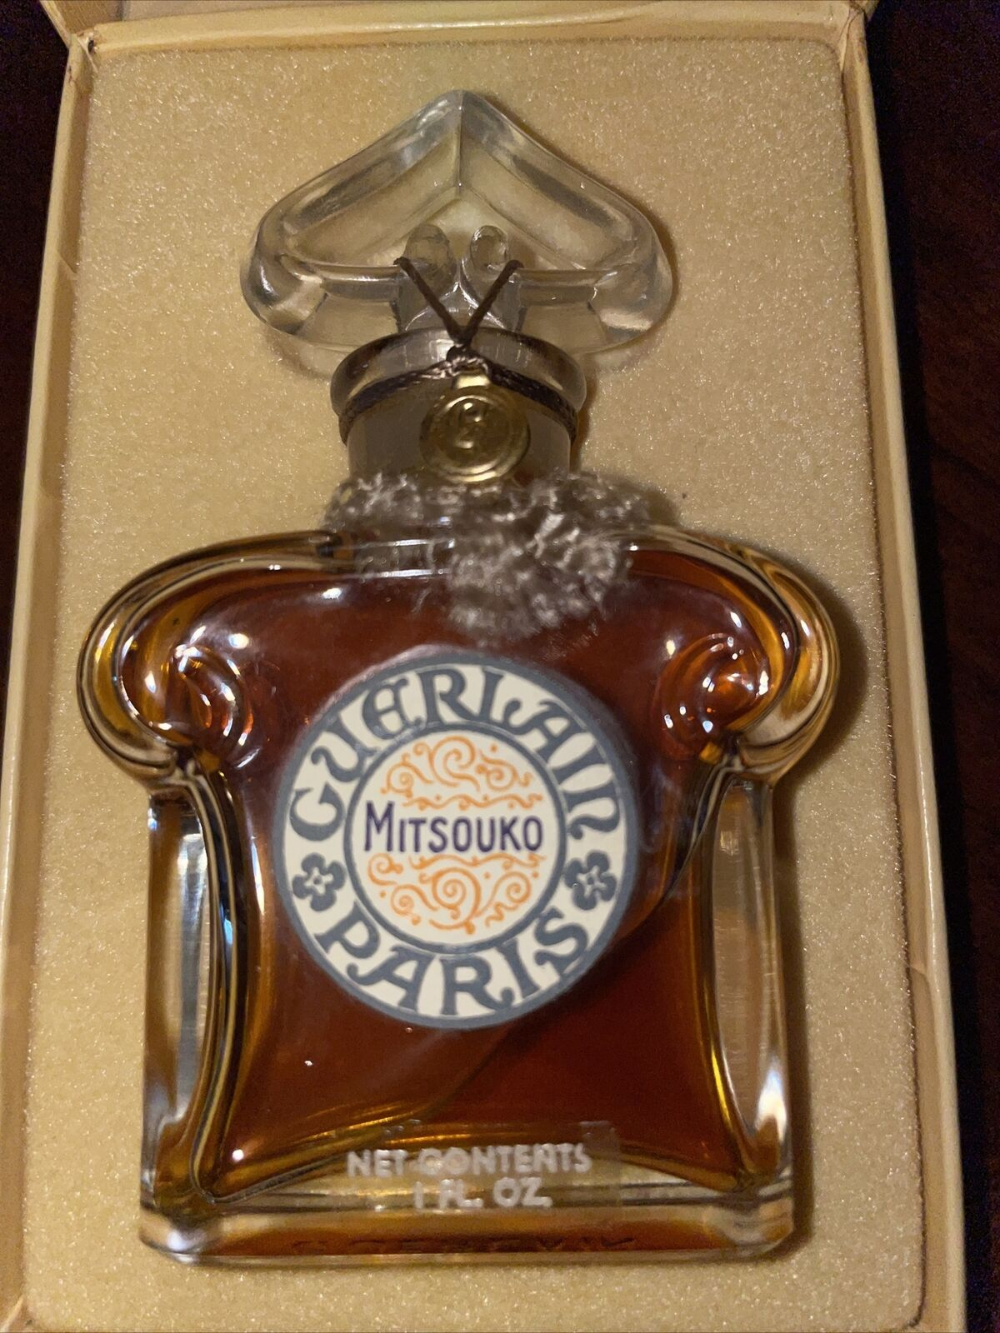 GUERLAIN
MITSOUKO
PARIS
NET CONTENTS
1 FL. OZ.